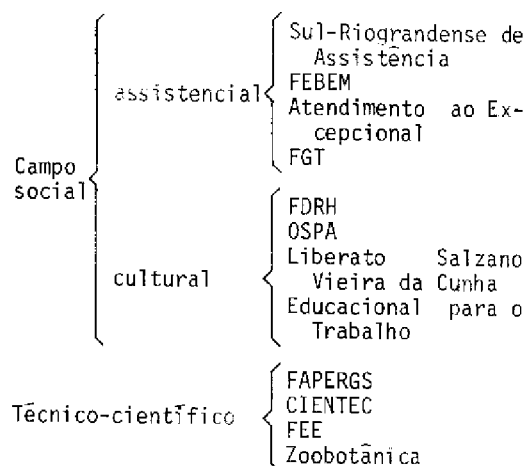 Campo
social
assistencial
Sul-Riograndense de
Assistência
FEBEM
Atendimento ao Ex-
cepcional
FGT
cultural
FDRH
OSPA
Liberato Salzano
Vieira da Cunha
Educacional para o
Trabalho
Técnico-científico
FAPERGS
CIENTEC
FEE
Zoobotânica